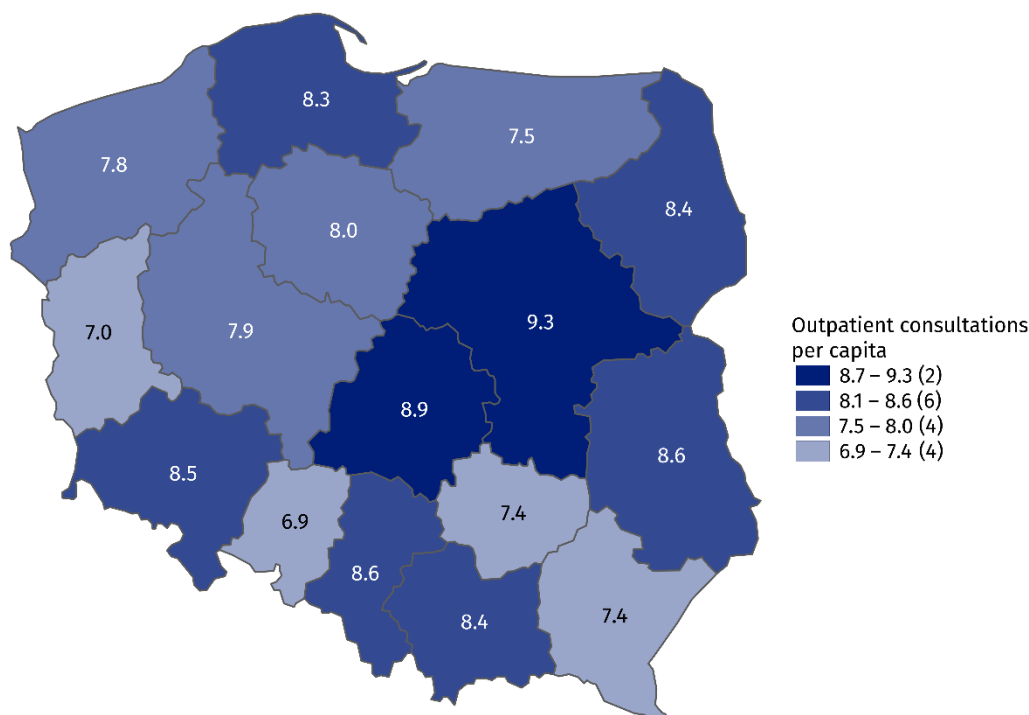 8.3
7.5
7.8
8.4
8.0
9.3
7.0
7.9
8.9
8.6
8.5
7.4
6.9
8.6
7.4
8.4
Outpatient consultations
per capita
8.7 – 9.3 (2)
8.1 – 8.6 (6)
7.5 – 8.0 (4)
6.9 – 7.4 (4)